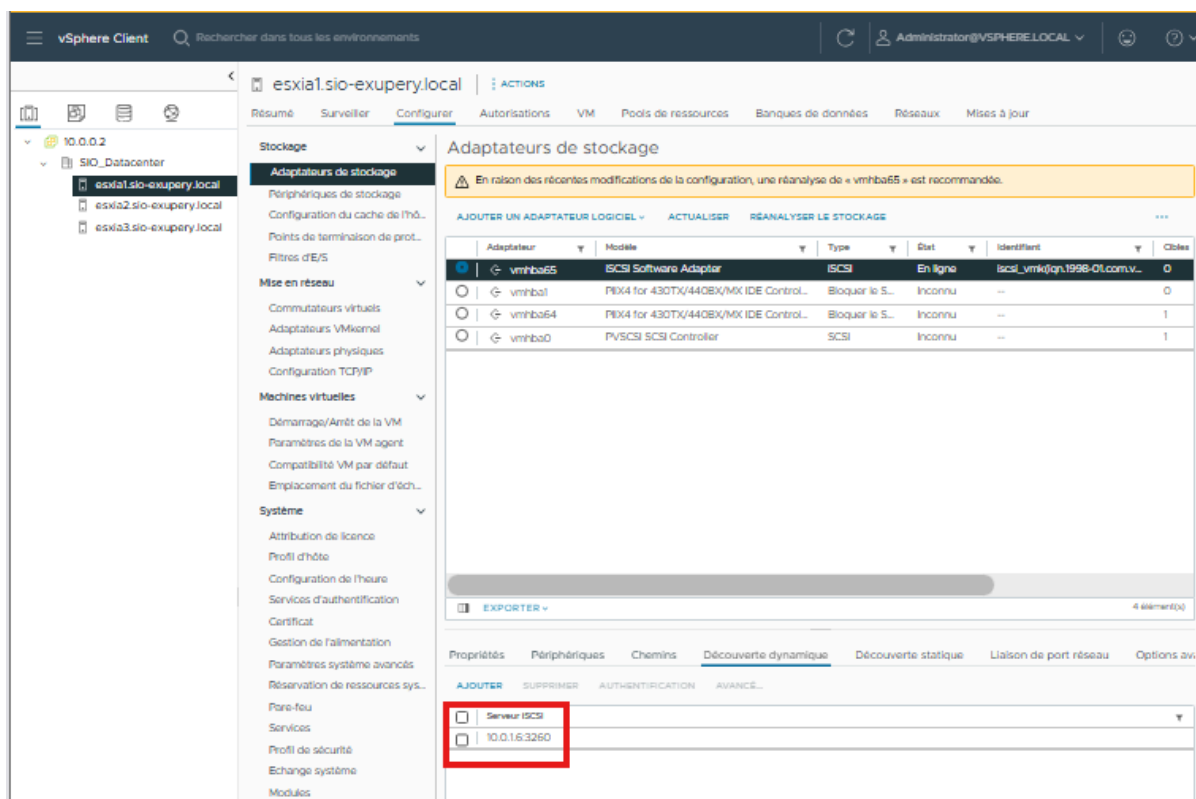 vSphere Client Rechercher dans tous les environnements Administrator@VSPHERE.LOCAL
esxia1.sio-exupery.local ACTIONS
Résumé Surveiller Configurer Autorisations VM Pools de ressources Banques de données Réseaux Mises à jour
10.0.0.2
SIO_Datacenter
esxia1.sio-exupery.local
esxia2.sio-exupery.local
esxia3.sio-exupery.local
Stockage
Adaptateurs de stockage
Périphériques de stockage
Configuration du cache de l'hô...
Points de terminaison de prot...
Filtres d'E/S
Mise en réseau
Commutateurs virtuels
Adaptateurs VMkernel
Adaptateurs physiques
Configuration TCP/IP
Machines virtuelles
Démarrage/Arrêt de la VM
Paramètres de la VM agent
Compatibilité VM par défaut
Emplacement du fichier d'éch...
Système
Attribution de licence
Profil d'hôte
Configuration de l'heure
Services d'authentification
Certificat
Gestion de l'alimentation
Paramètres système avancés
Réservation de ressources sys...
Pare-feu
Services
Profil de sécurité
Echange système
Modules
Adaptateurs de stockage
En raison des récentes modifications de la configuration, une réanalyse de « vmhba65 » est recommandée.
AJOUTER UN ADAPTATEUR LOGICIEL ACTUALISER RÉANALYSER LE STOCKAGE ...
Adaptateur Modèle Type État Identifiant Cibles
vmhba65 iSCSI Software Adapter iSCSI En ligne iscsi_vmk(iqn.1998-01.com.v... 0
vmhba1 PIIX4 for 430TX/440BX/MX IDE Control... Bloquer le S... Inconnu -- 0
vmhba64 PIIX4 for 430TX/440BX/MX IDE Control... Bloquer le S... Inconnu -- 1
vmhba0 PVSCSI SCSI Controller SCSI Inconnu -- 1
EXPORTER 4 élément(s)
Propriétés Périphériques Chemins Découverte dynamique Découverte statique Liaison de port réseau Options ava
AJOUTER SUPPRIMER AUTHENTIFICATION AVANCÉ...
Serveur iSCSI
10.0.1.6:3260